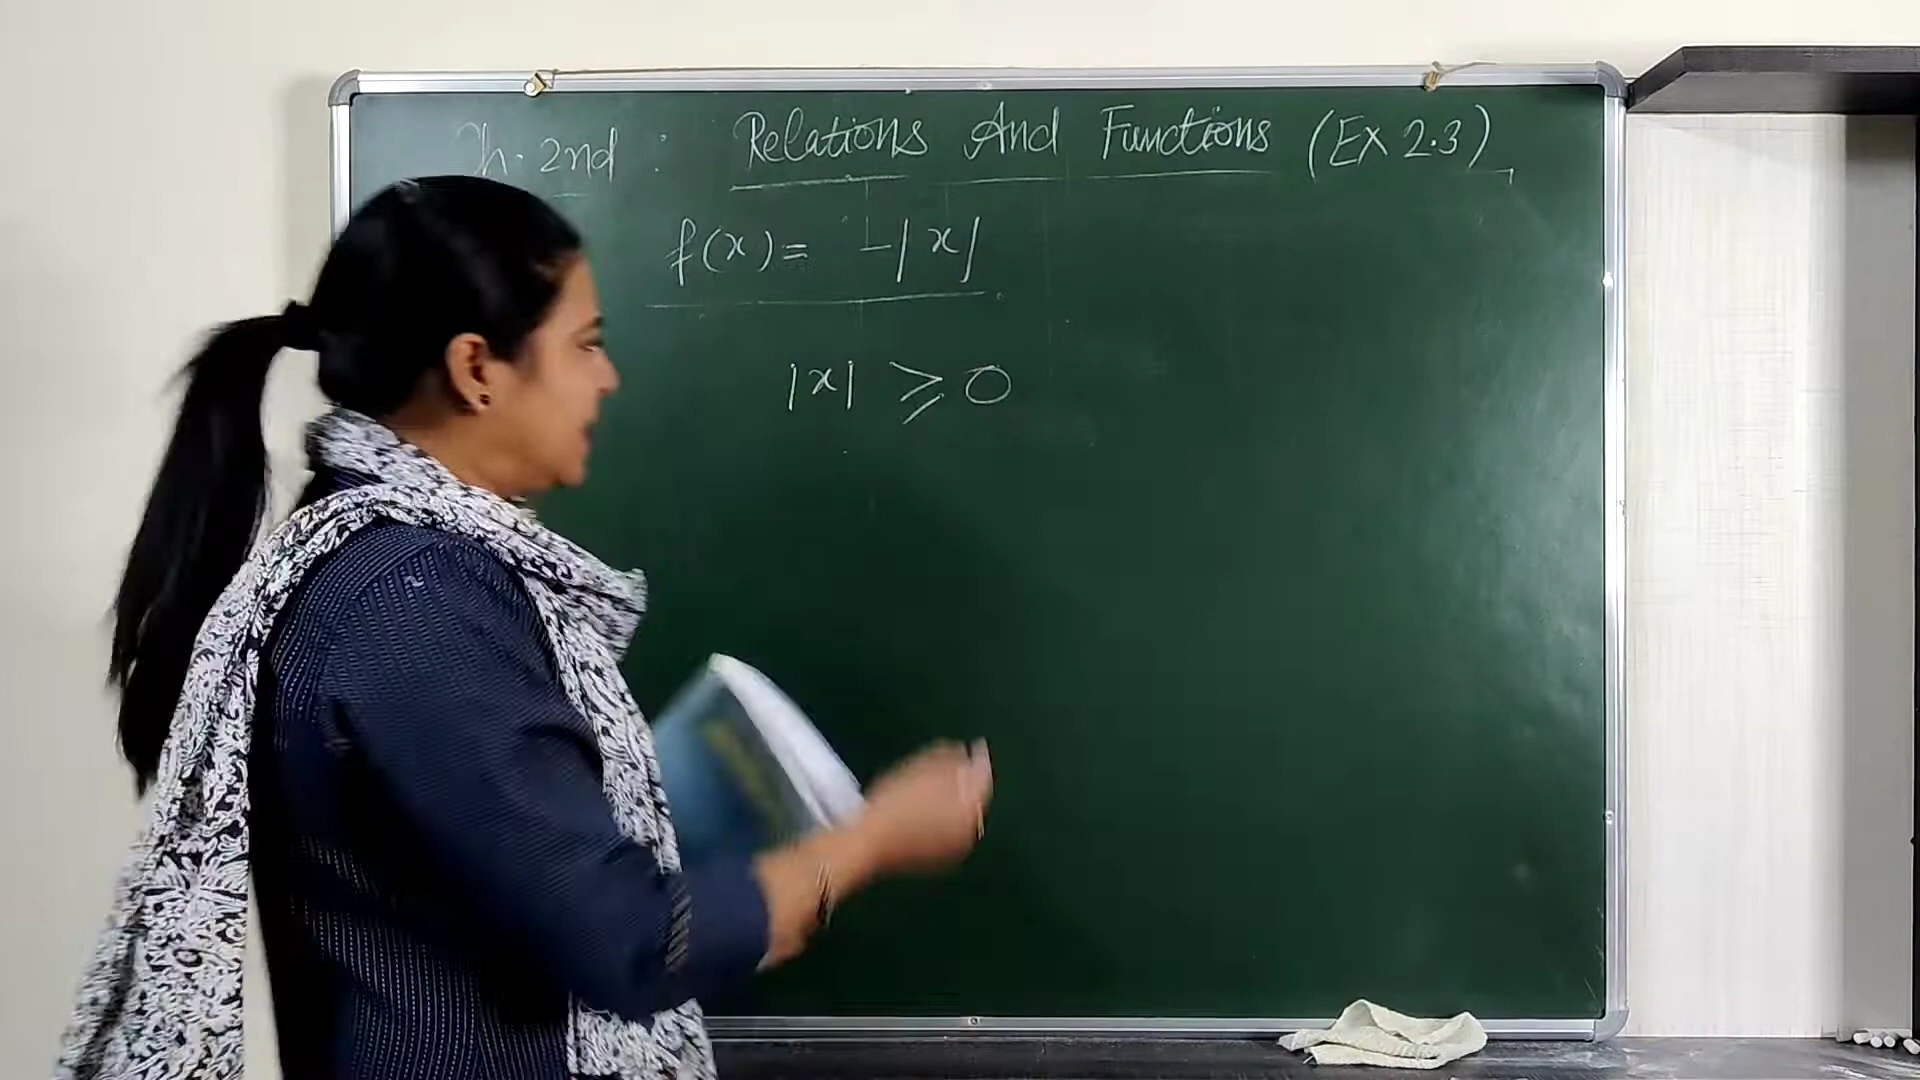 Ch. 2nd : Relations And Functions (Ex 2.3)
f(x) = -|x|
|x| ⩾ 0